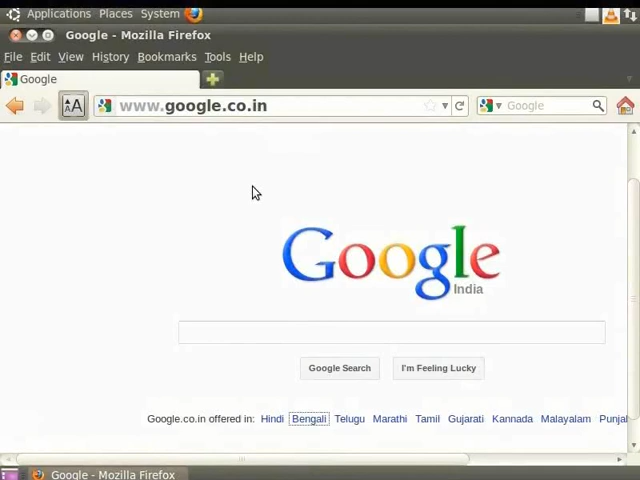 Applications Places System
Google - Mozilla Firefox
File Edit View History Bookmarks Tools Help
Google
AA www.google.co.in Google
Google
India
Google Search I'm Feeling Lucky
Google.co.in offered in: Hindi Bengali Telugu Marathi Tamil Gujarati Kannada Malayalam Punjal
Google - Mozilla Firefox